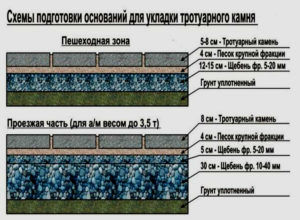 Схемы подготовки оснований для укладки тротуарного камня
Пешеходная зона
5-8 см - Тротуарный камень
4 см - Песок крупной фракции
12-15 см - Щебень фр. 5-20 мм
Грунт уплотненный
Проезжая часть (для а/м весом до 3,5 т)
8 см - Тротуарный камень
4 см - Песок крупной фракции
5 см - Щебень фр. 5-20 мм
30 см - Щебень фр. 10-40 мм
Грунт уплотненный